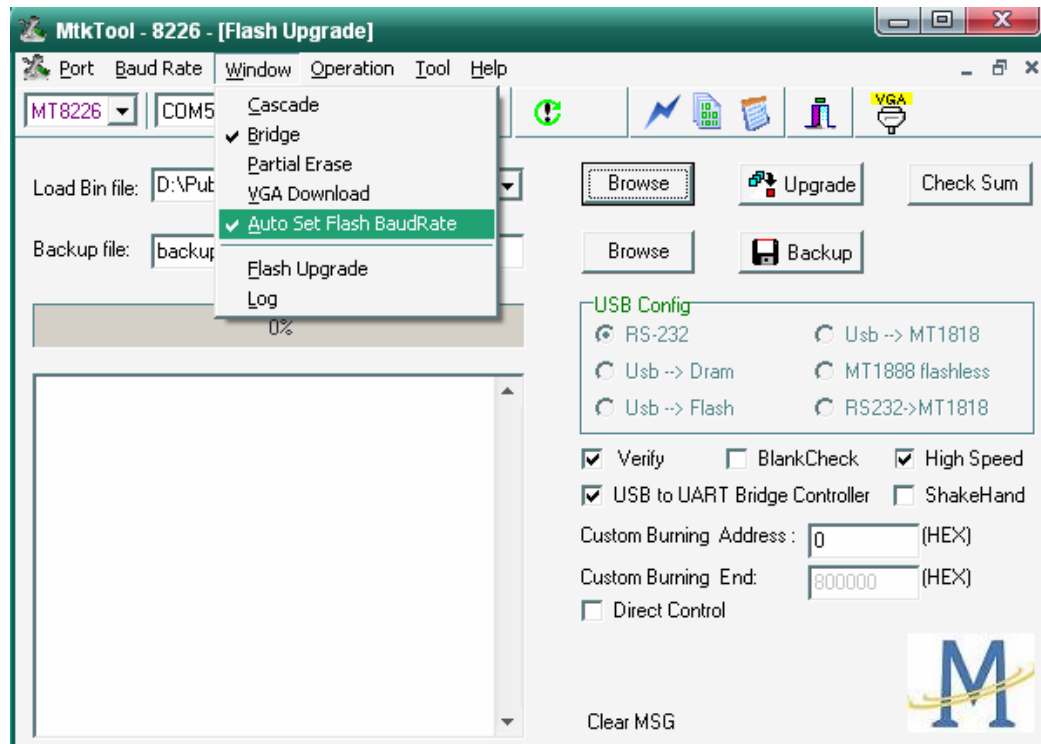 MtkTool - 8226 - [Flash Upgrade]
Port Baud Rate Window Operation Tool Help
MT8226 COM5
VGA
Cascade
Bridge
Partial Erase
VGA Download
Auto Set Flash BaudRate
Flash Upgrade
Log
Load Bin file: D:\Pub
Browse Upgrade Check Sum
Backup file: backup
Browse Backup
0%
USB Config
RS-232 Usb --> MT1818
Usb --> Dram MT1888 flashless
Usb --> Flash RS232->MT1818
Verify BlankCheck High Speed
USB to UART Bridge Controller ShakeHand
Custom Burning Address : 0 (HEX)
Custom Burning End: 800000 (HEX)
Direct Control
M
Clear MSG